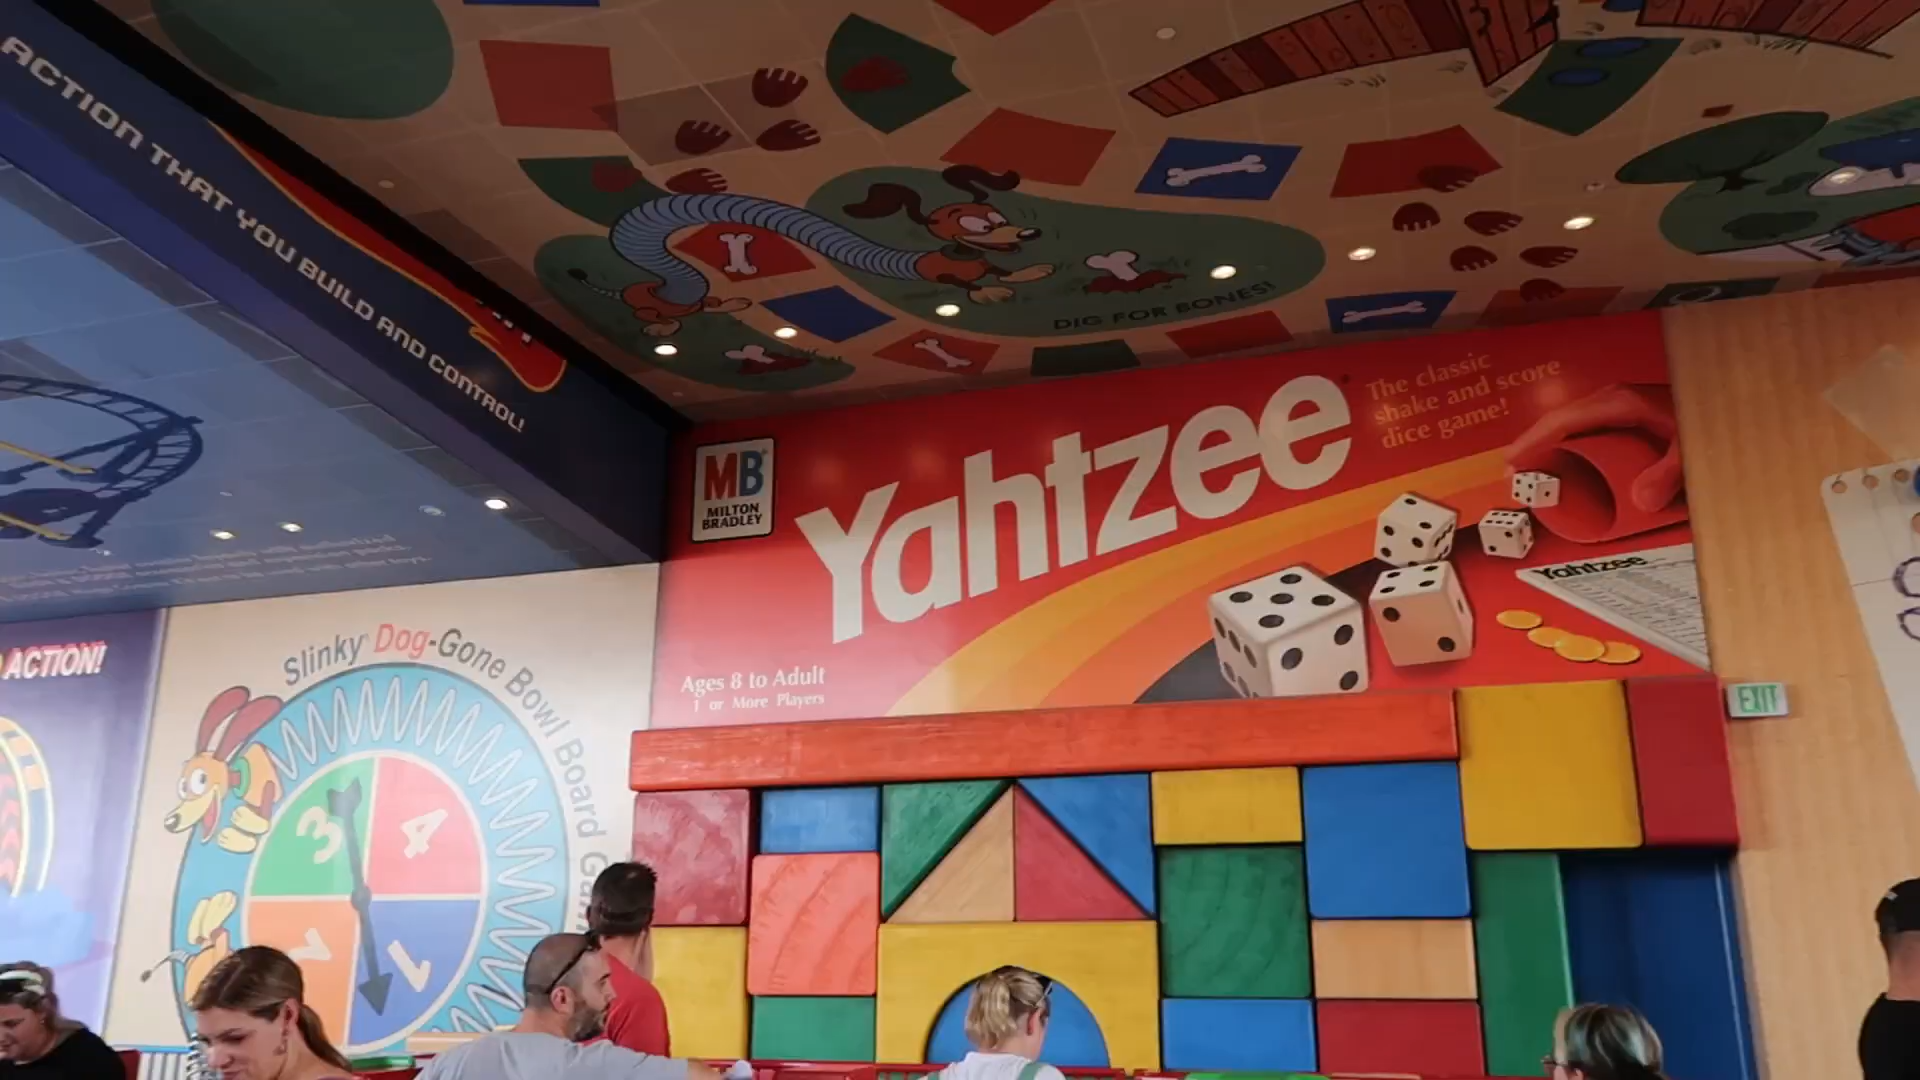 ACTION THAT YOU BUILD AND CONTROL!
DIG FOR BONES!
MB
MILTON
BRADLEY
Yahtzee
The classic
shake and score
dice game!
Yahtzee
Ages 8 to Adult
1 or More Players
ACTION!
Slinky Dog-Gone Bowl Board
3
4
1
EXIT